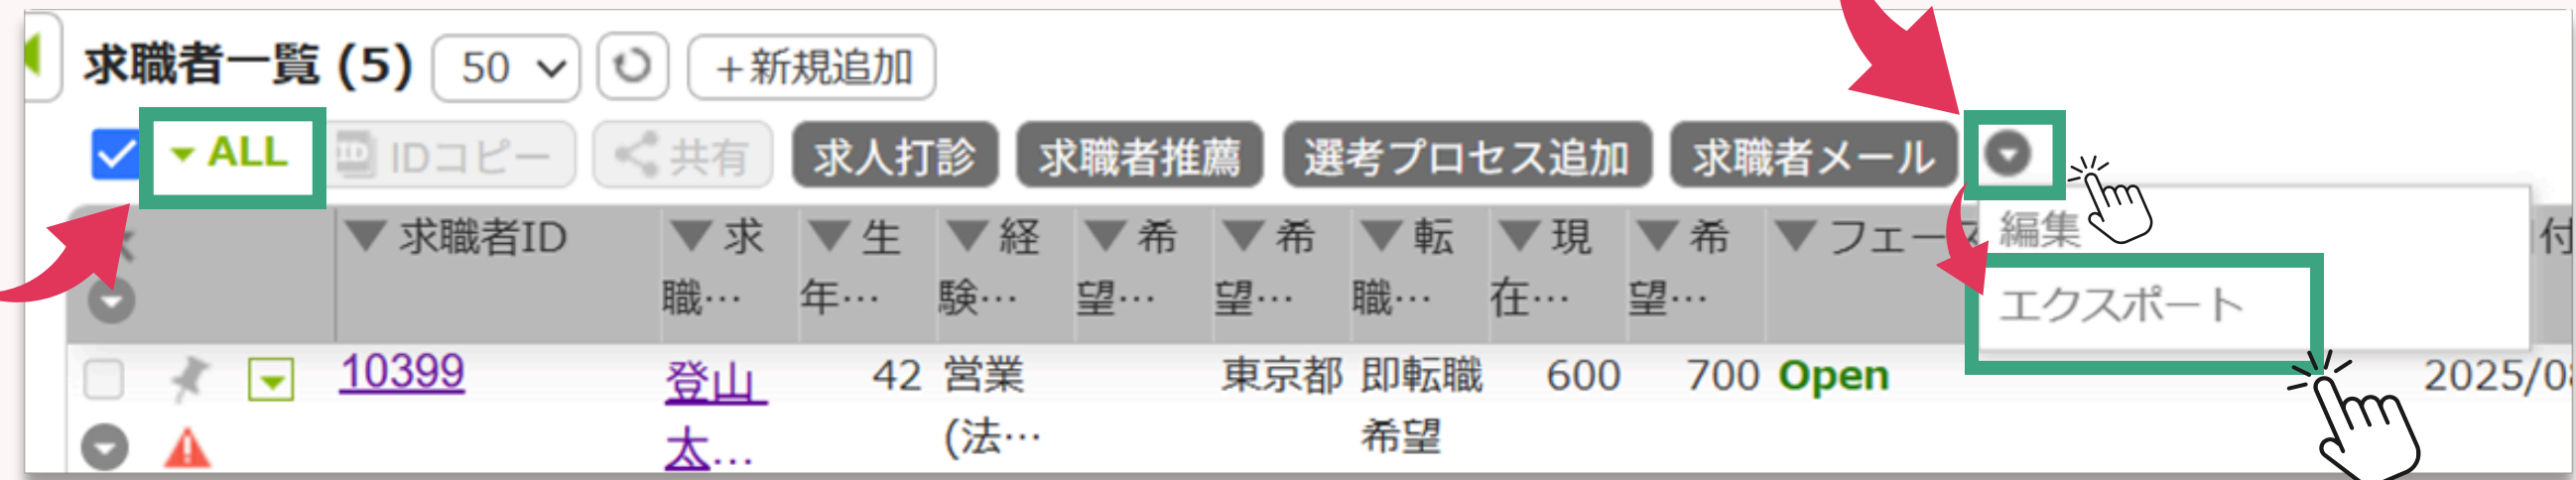 求職者一覧 (5) 50 +新規追加
ALL IDコピー 共有 求人打診 求職者推薦 選考プロセス追加 求職者メール
編集
エクスポート
求職者ID 求職… 生年… 経験… 希望… 希望… 転職… 現在… 希望… フェース 付
10399 登山太… 42 営業(法… 東京都 即転職希望 600 700 Open 2025/0